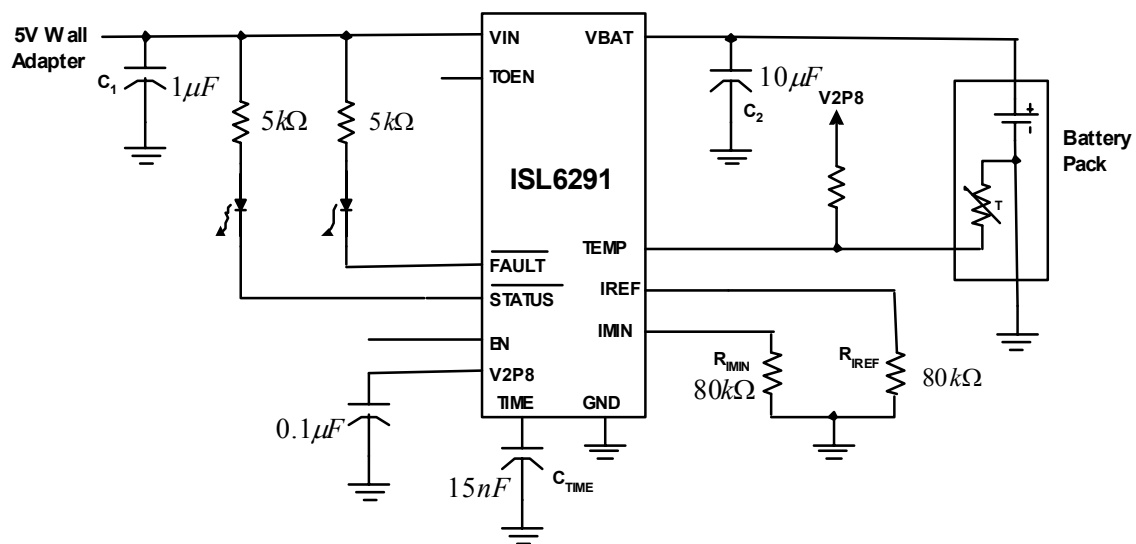 5V Wall
Adapter
C1
1μF
5kΩ
5kΩ
VIN
TOEN
ISL6291
FAULT
STATUS
EN
V2P8
TIME
GND
VBAT
TEMP
IREF
IMIN
10μF
C2
V2P8
T
+
-
Battery
Pack
RIMIN
80kΩ
RIREF
80kΩ
0.1μF
15nF
CTIME